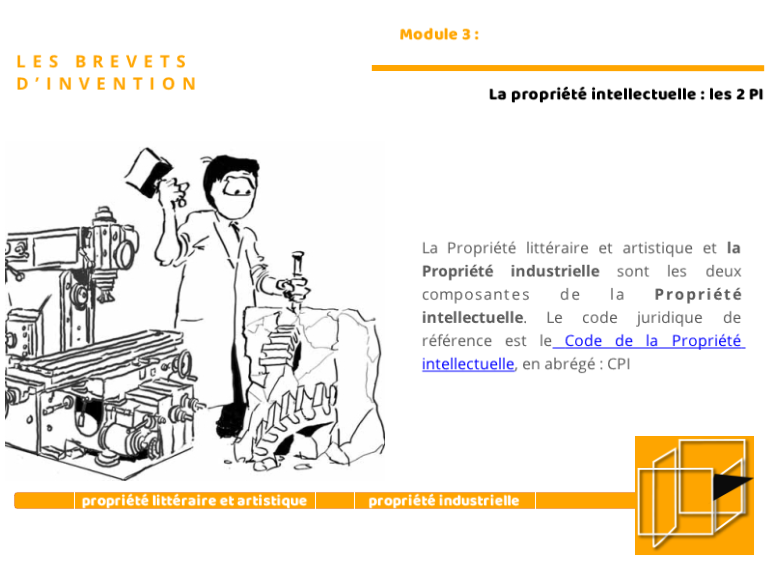 Module 3 :
LES BREVETS
D’INVENTION
La propriété intellectuelle : les 2 PI
La Propriété littéraire et artistique et la
Propriété industrielle sont les deux
composantes de la Propriété
intellectuelle. Le code juridique de
référence est le Code de la Propriété
intellectuelle, en abrégé : CPI
propriété littéraire et artistique
propriété industrielle